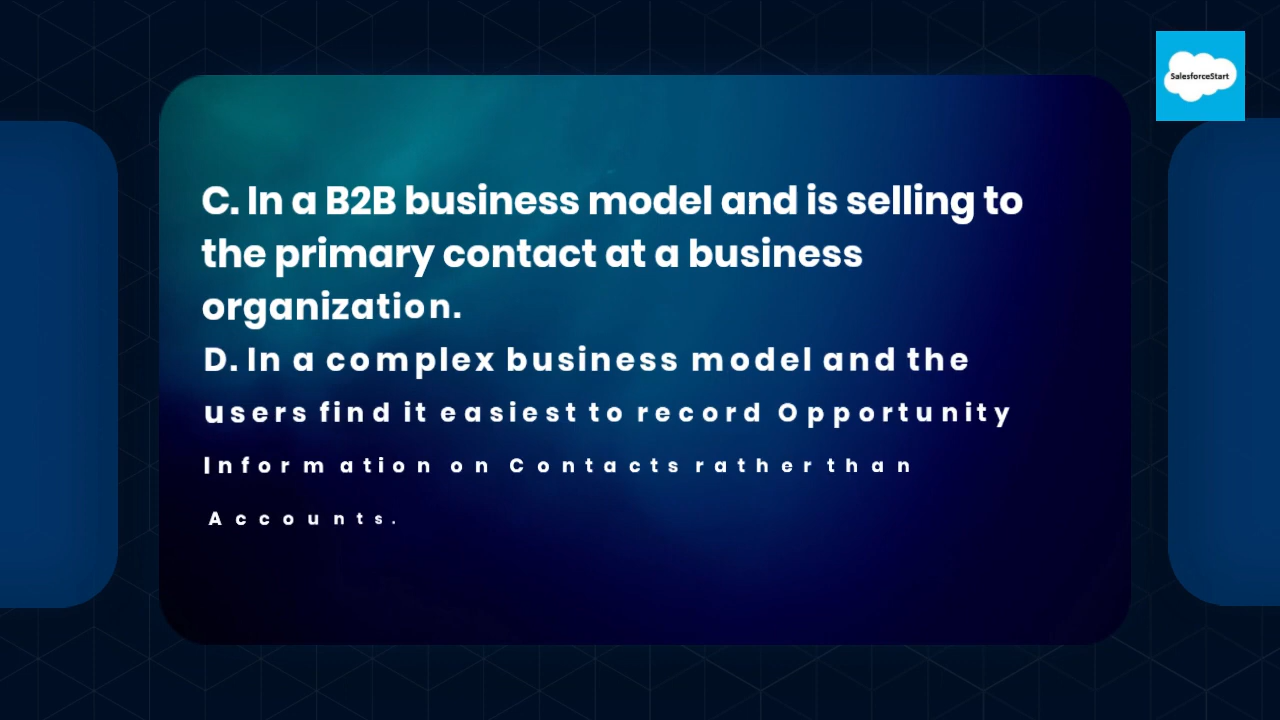 SalesforceStart
C. In a B2B business model and is selling to
the primary contact at a business
organization.
D. In a complex business model and the
users find it easiest to record Opportunity
Information on Contacts rather than
Accounts.